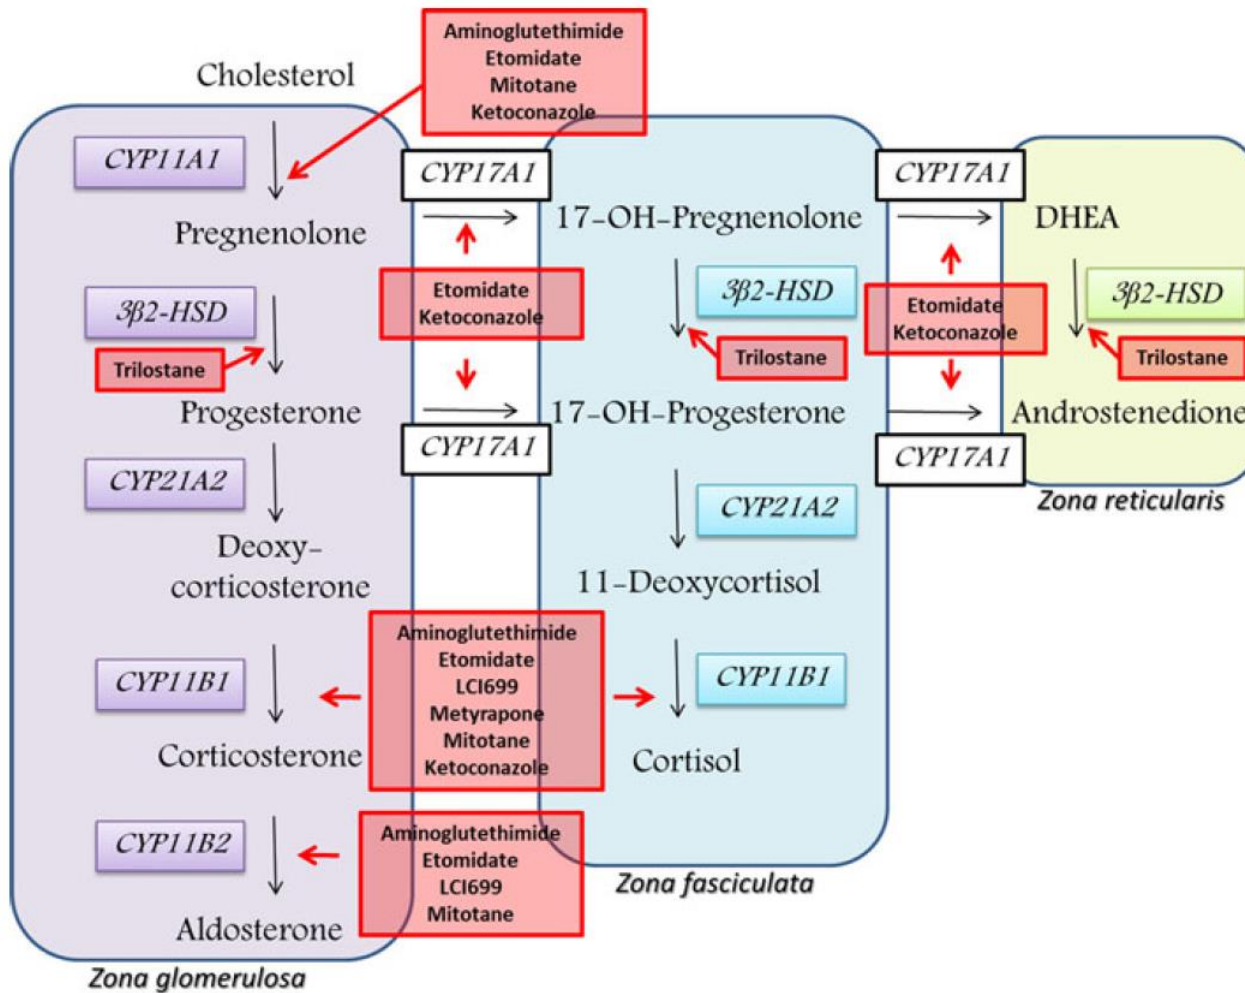 Cholesterol
Aminoglutethimide
Etomidate
Mitotane
Ketoconazole
CYP11A1
CYP17A1
CYP17A1
Pregnenolone
17-OH-Pregnenolone
DHEA
3β2-HSD
Trilostane
Etomidate
Ketoconazole
3β2-HSD
Trilostane
Etomidate
Ketoconazole
3β2-HSD
Trilostane
Progesterone
17-OH-Progesterone
Androstenedione
CYP17A1
CYP17A1
Zona reticularis
CYP21A2
CYP21A2
Deoxy-
corticosterone
11-Deoxycortisol
CYP11B1
Aminoglutethimide
Etomidate
LCI699
Metyrapone
Mitotane
Ketoconazole
CYP11B1
Corticosterone
Cortisol
CYP11B2
Aminoglutethimide
Etomidate
LCI699
Mitotane
Zona fasciculata
Aldosterone
Zona glomerulosa